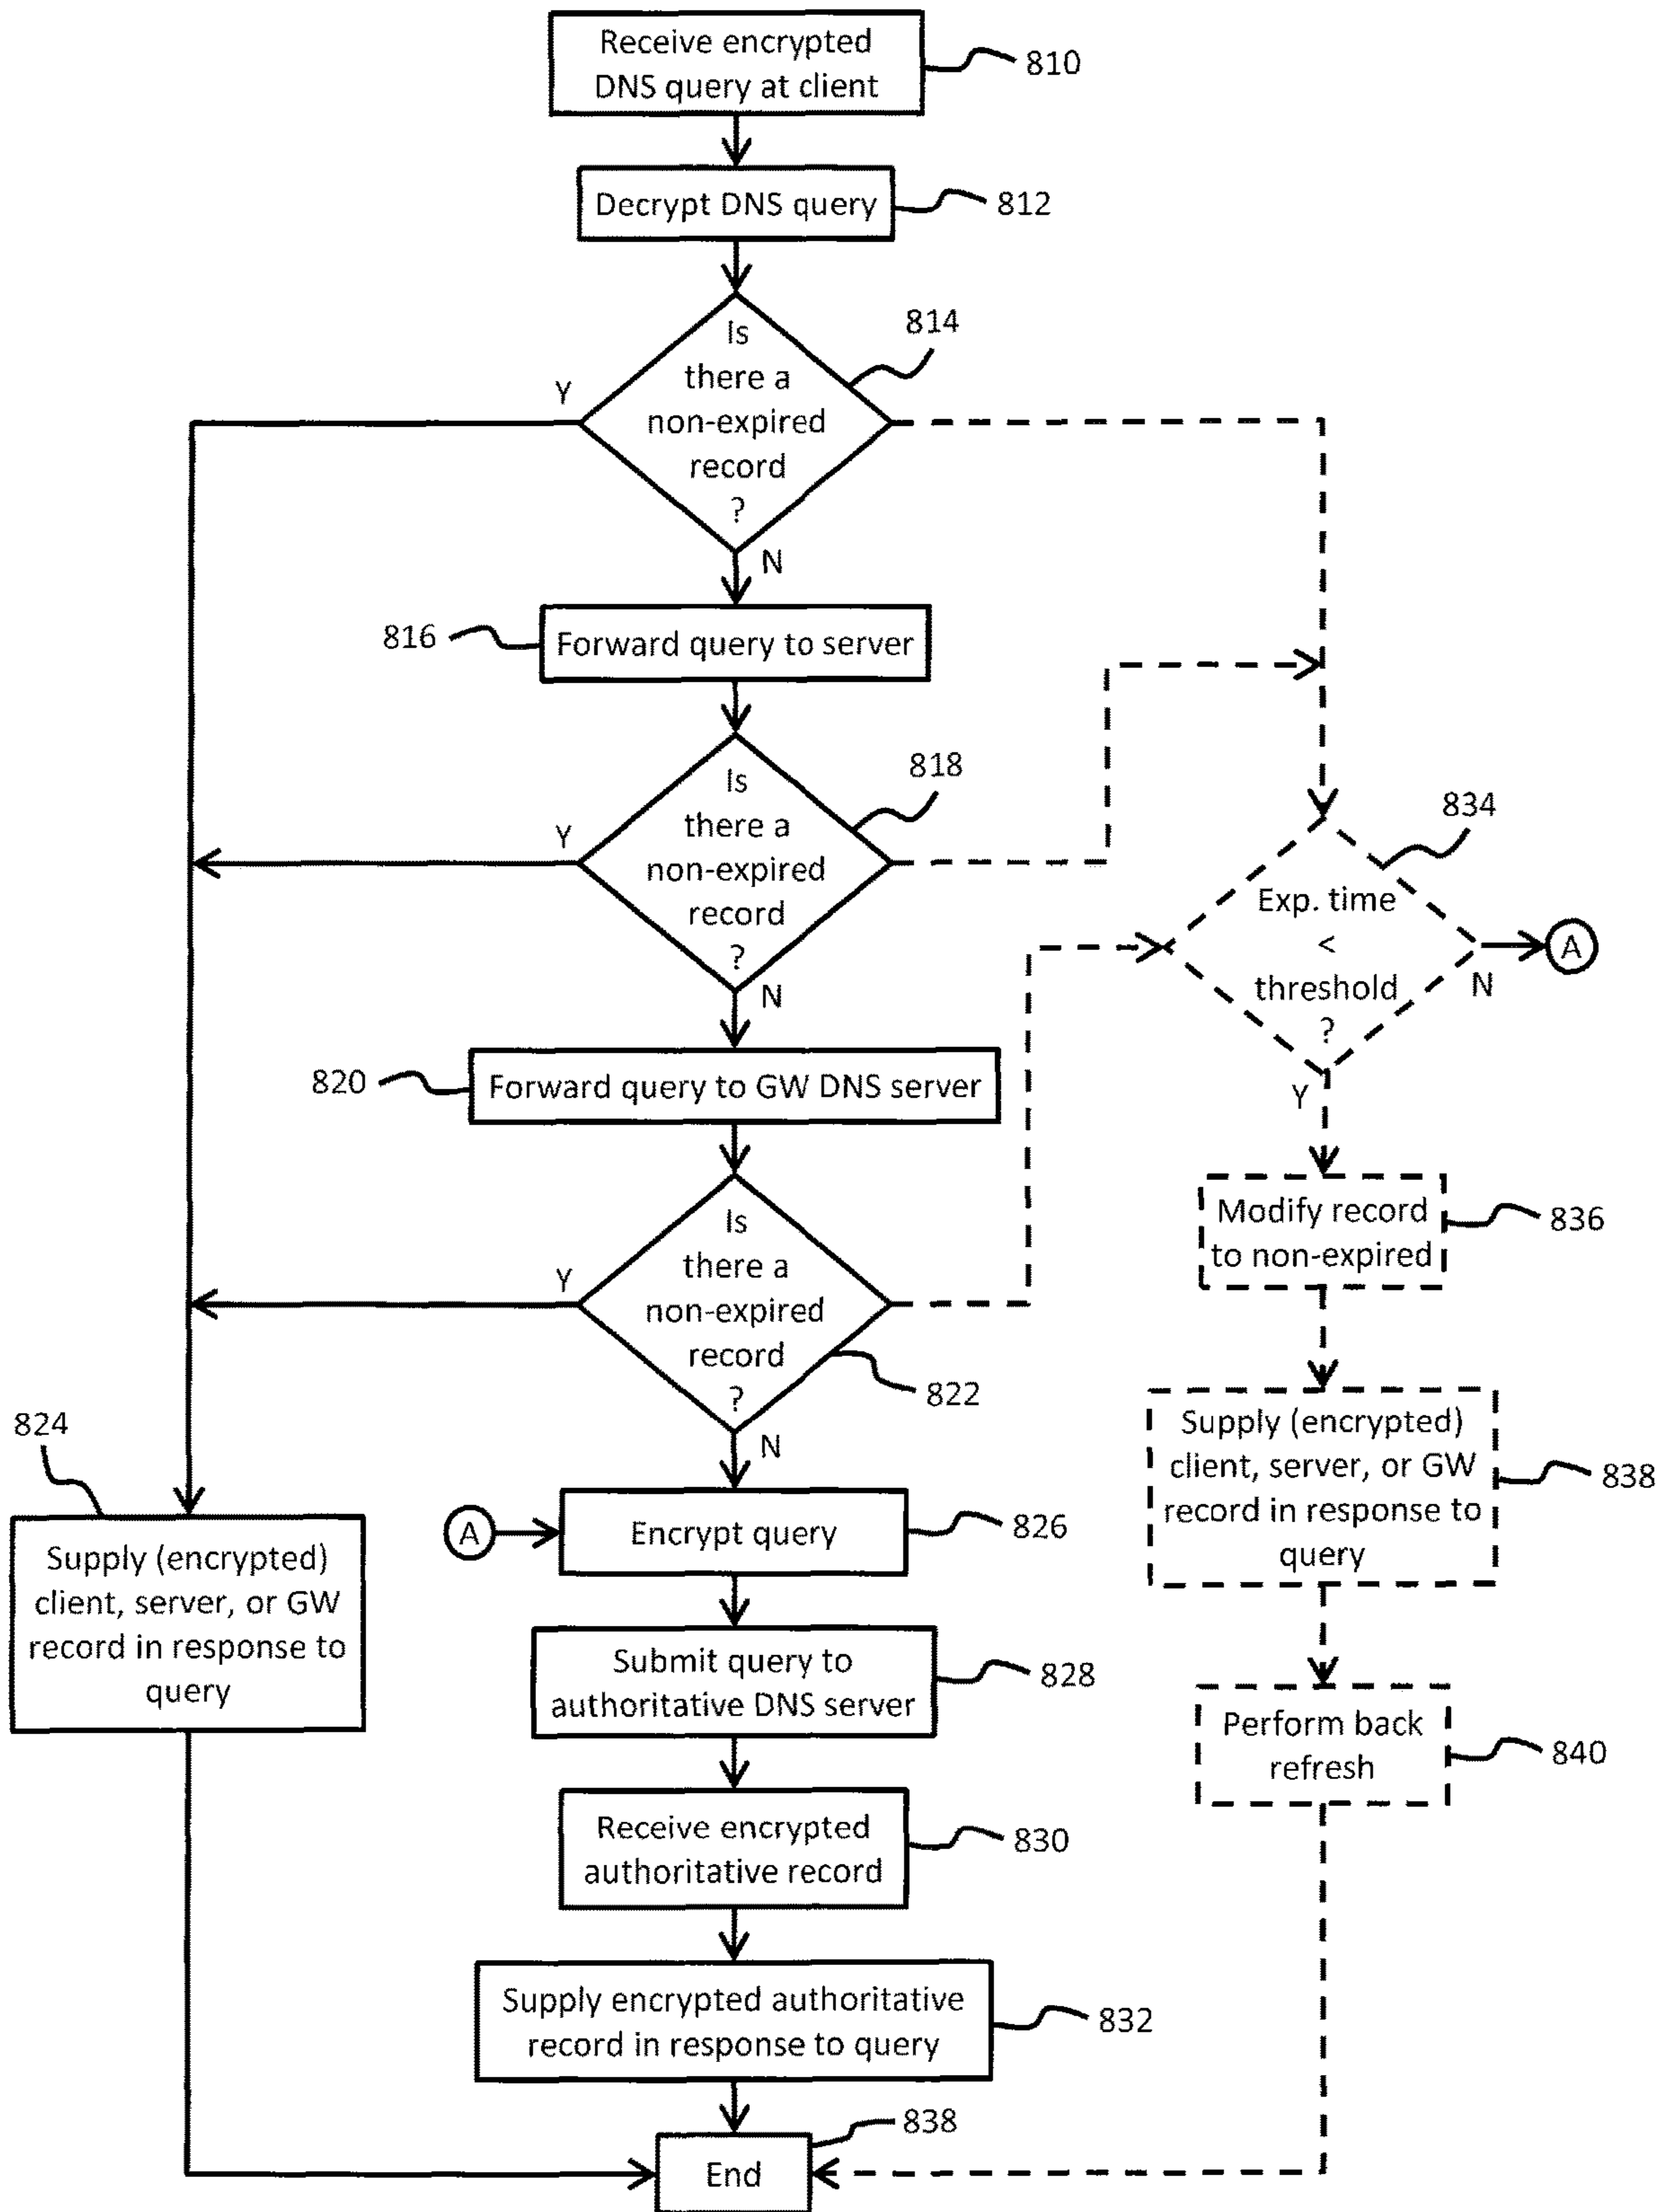 Receive encrypted
DNS query at client
810
Decrypt DNS query
812
Is
there a
non-expired
record
?
814
Y
N
Forward query to server
816
Is
there a
non-expired
record
?
818
Y
N
Exp. time
<
threshold
?
834
A
N
Y
Forward query to GW DNS server
820
Is
there a
non-expired
record
?
822
Y
N
Modify record
to non-expired
836
824
Supply (encrypted)
client, server, or GW
record in response to
query
A
Encrypt query
826
Supply (encrypted)
client, server, or GW
record in response to
query
838
Submit query to
authoritative DNS server
828
Perform back
refresh
840
Receive encrypted
authoritative record
830
Supply encrypted authoritative
record in response to query
832
End
838